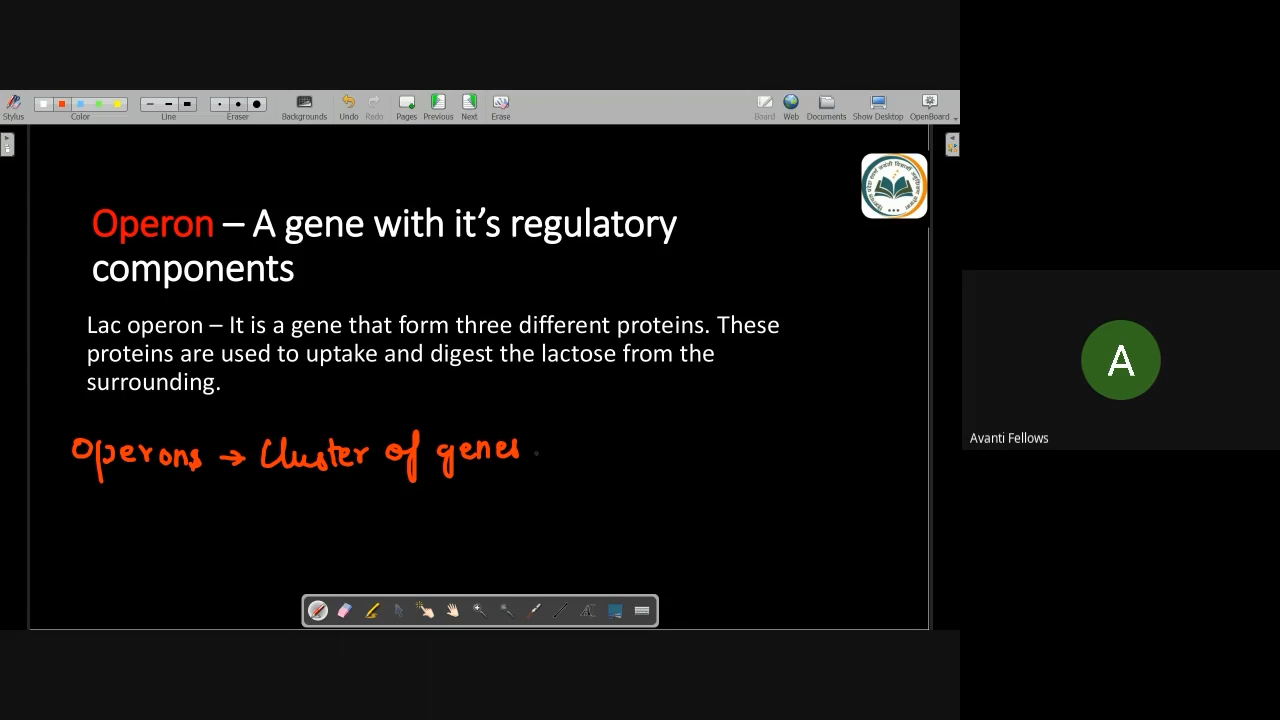 Stylus
Color
Line
Eraser
Backgrounds
Undo
Redo
Pages
Previous
Next
Erase
Board
Web
Documents
Show Desktop
OpenBoard
Operon – A gene with it’s regulatory
components
Lac operon – It is a gene that form three different proteins. These
proteins are used to uptake and digest the lactose from the
surrounding.
Operons → Cluster of genes
A
Avanti Fellows